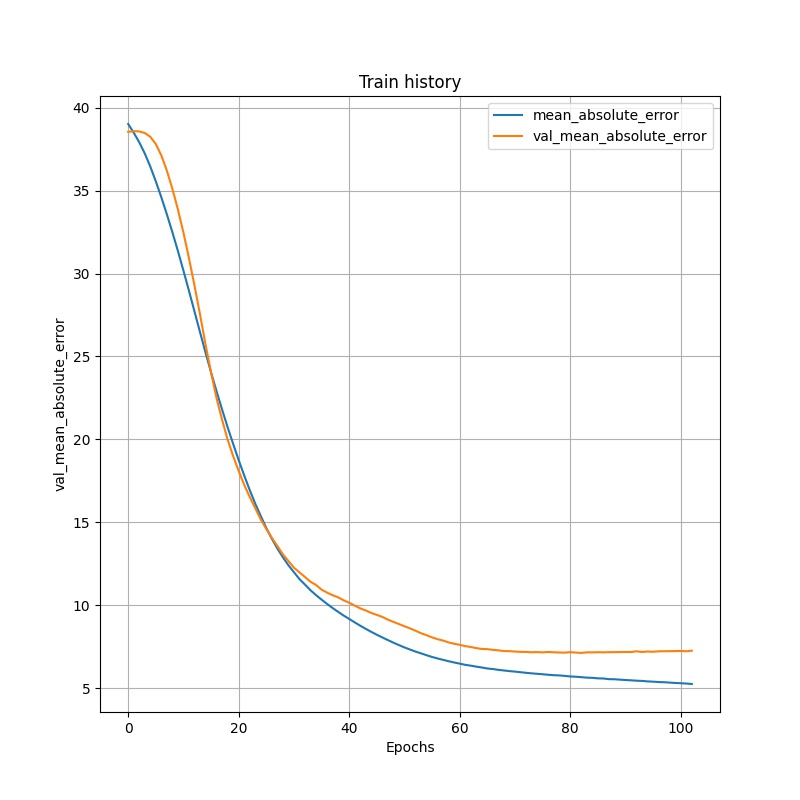 Train history
mean_absolute_error
val_mean_absolute_error
val_mean_absolute_error
40
35
30
25
20
15
10
5
0 20 40 60 80 100
Epochs